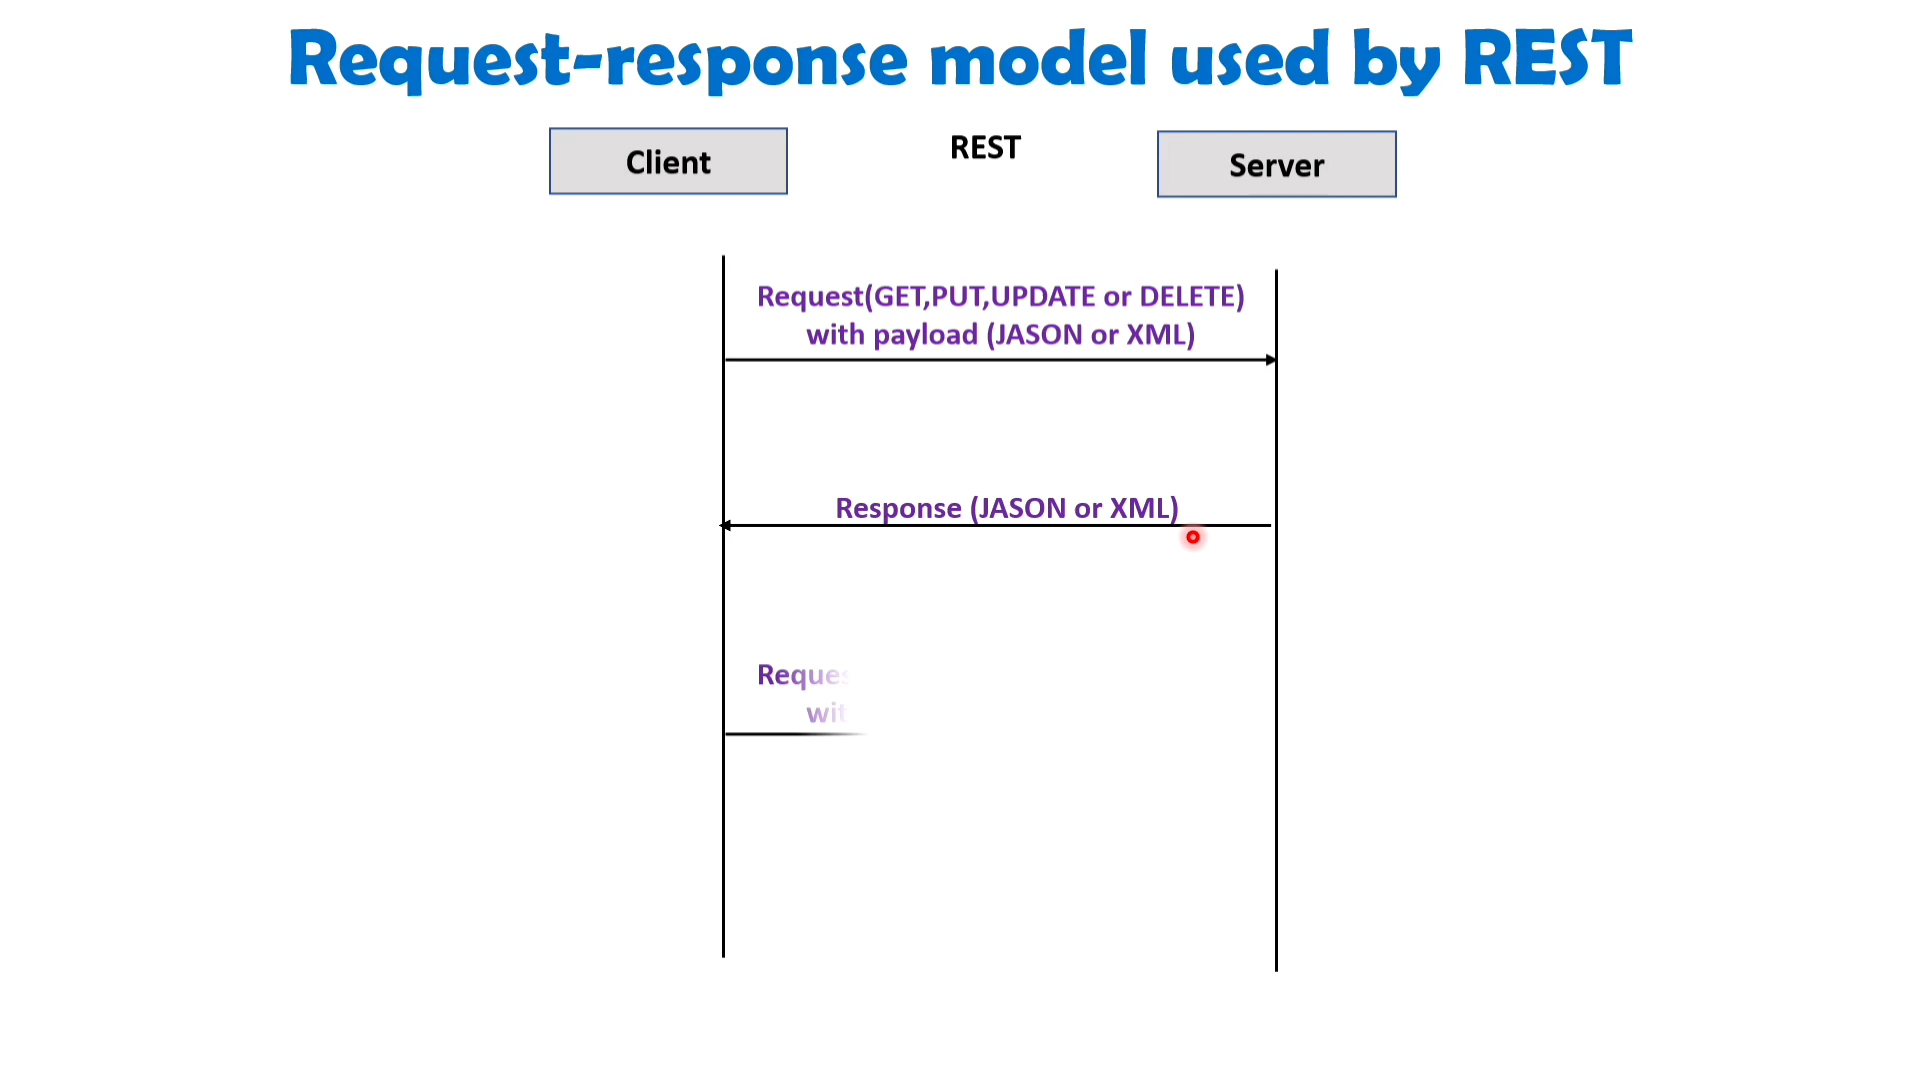 Request-response model used by REST
Client
REST
Server
Request(GET,PUT,UPDATE or DELETE)
with payload (JASON or XML)
Response (JASON or XML)